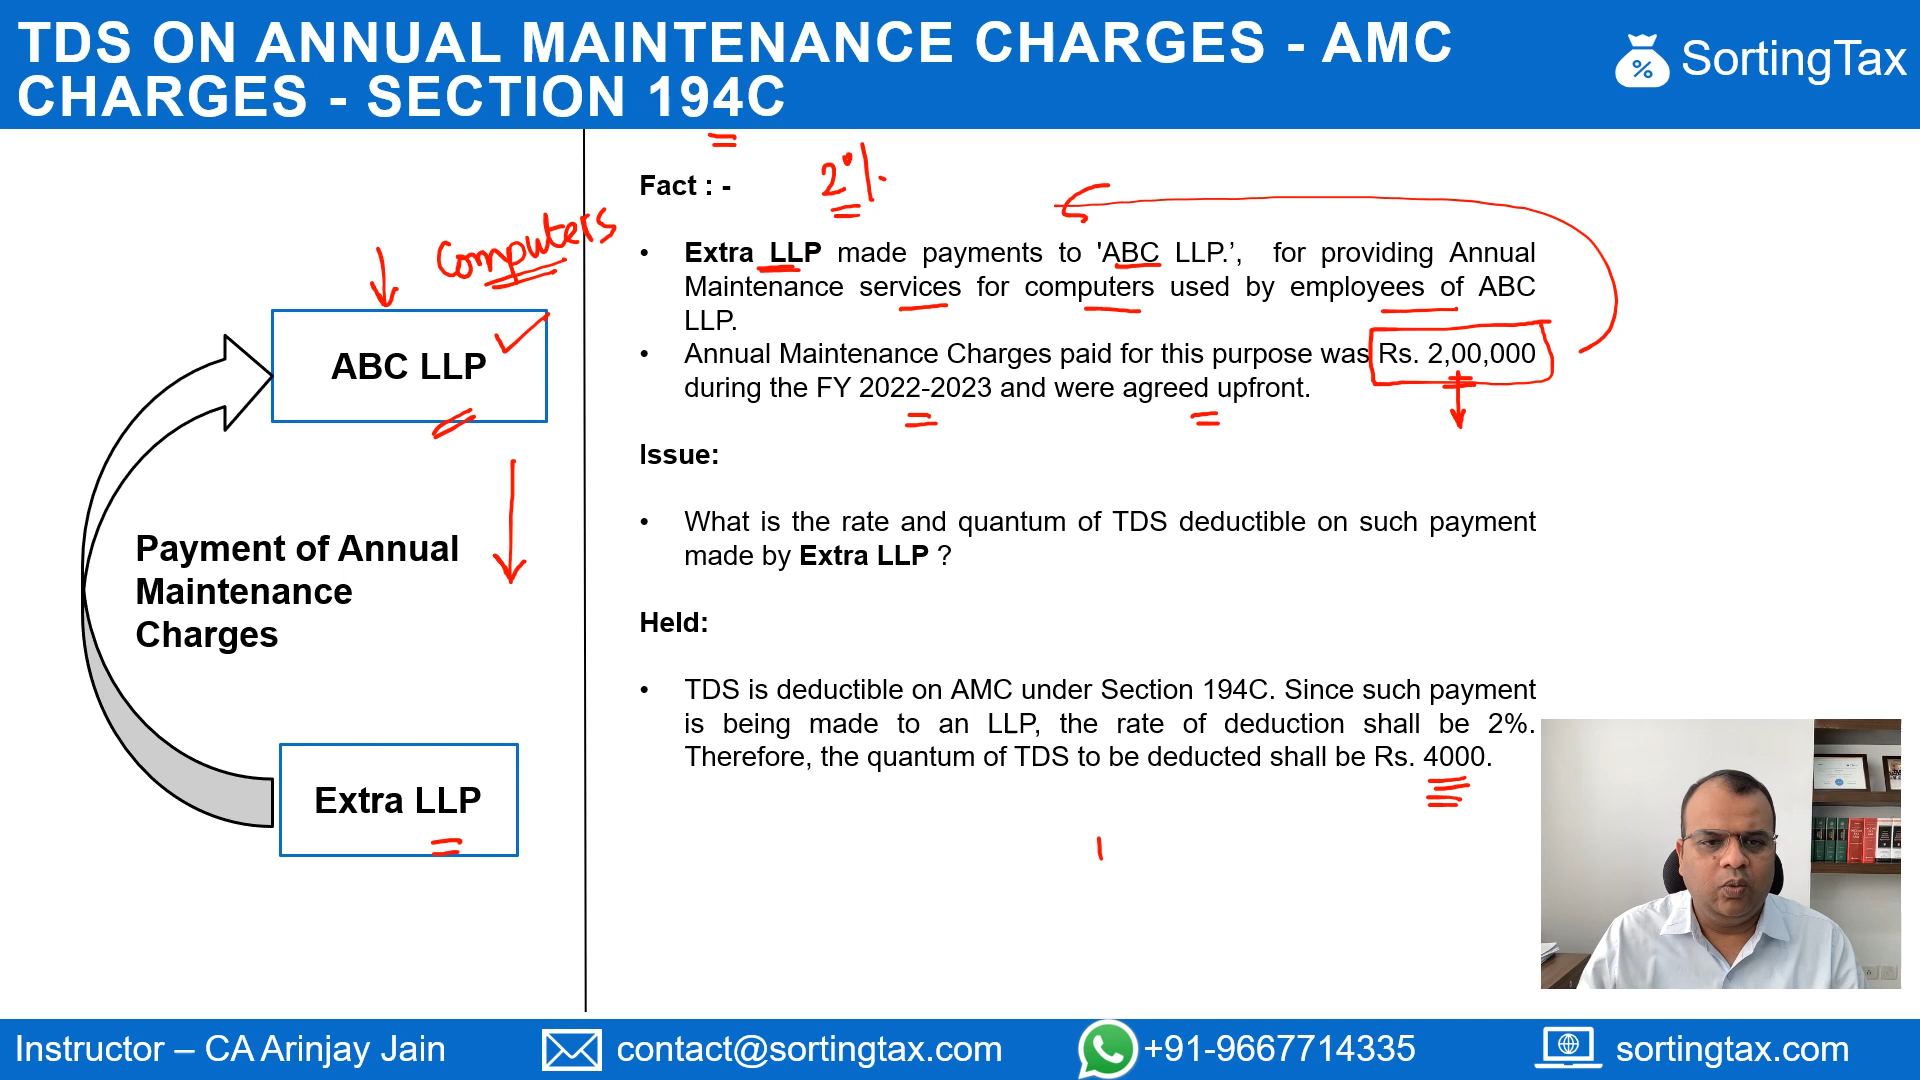 TDS ON ANNUAL MAINTENANCE CHARGES - AMC
CHARGES - SECTION 194C
% SortingTax
Fact : -
2%
Computers
• Extra LLP made payments to 'ABC LLP.’, for providing Annual
Maintenance services for computers used by employees of ABC
LLP.
• Annual Maintenance Charges paid for this purpose was Rs. 2,00,000
during the FY 2022-2023 and were agreed upfront.
ABC LLP
Issue:
• What is the rate and quantum of TDS deductible on such payment
made by Extra LLP ?
Payment of Annual
Maintenance
Charges
Held:
• TDS is deductible on AMC under Section 194C. Since such payment
is being made to an LLP, the rate of deduction shall be 2%.
Therefore, the quantum of TDS to be deducted shall be Rs. 4000.
Extra LLP
Instructor – CA Arinjay Jain
contact@sortingtax.com
+91-9667714335
sortingtax.com